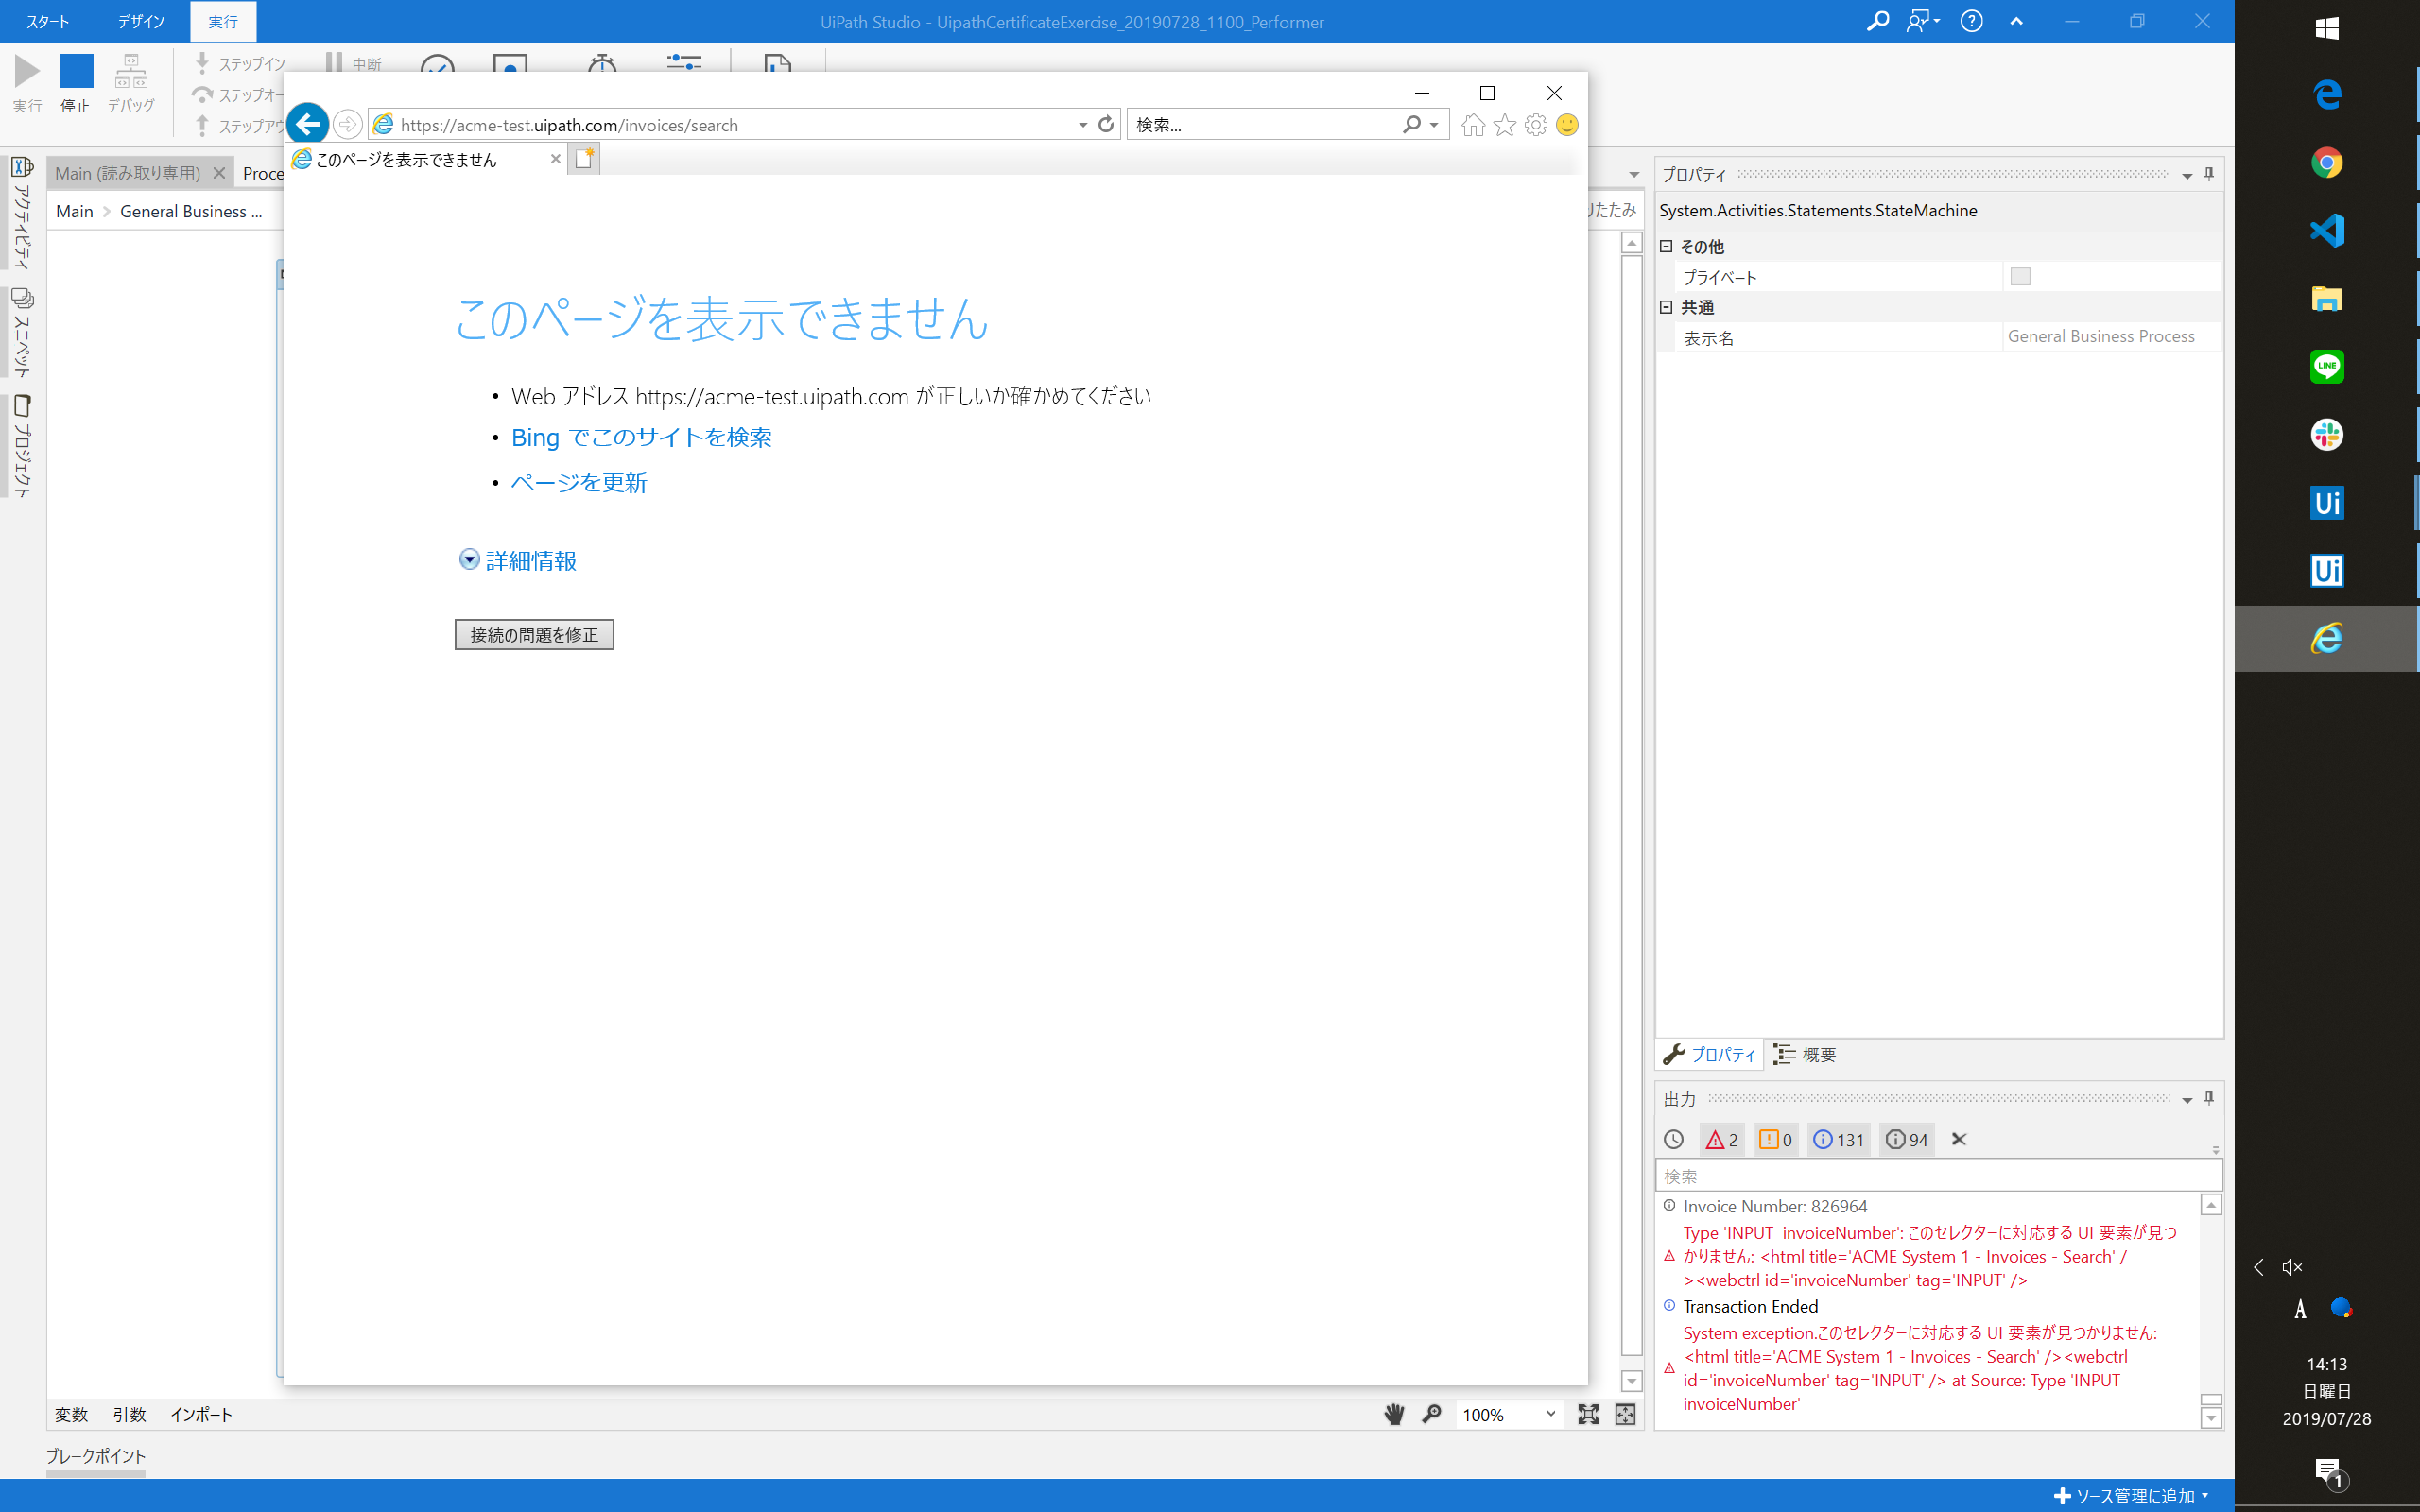 スタート デザイン 実行 UiPath Studio - UipathCertificateExercise_20190728_1100_Performer
実行 停止 デバッグ
ステップイン 中断
ステップオー
ステップアウ
https://acme-test.uipath.com/invoices/search 検索...
このページを表示できません
Main (読み取り専用) Proce
Main General Business ... りたたみ
アクティビティ
スニペット
プロジェクト
このページを表示できません
• Web アドレス https://acme-test.uipath.com が正しいか確かめてください
• Bing でこのサイトを検索
• ページを更新
詳細情報
接続の問題を修正
変数 引数 インポート 100%
ブレークポイント
プロパティ
System.Activities.Statements.StateMachine
その他
プライベート
共通
表示名 General Business Process
プロパティ 概要
出力
2 0 131 94
検索
Invoice Number: 826964
Type 'INPUT  invoiceNumber': このセレクターに対応する UI 要素が見つ
かりません: <html title='ACME System 1 - Invoices - Search' /
><webctrl id='invoiceNumber' tag='INPUT' />
Transaction Ended
System exception.このセレクターに対応する UI 要素が見つかりません:
<html title='ACME System 1 - Invoices - Search' /><webctrl
id='invoiceNumber' tag='INPUT' /> at Source: Type 'INPUT
invoiceNumber'
ソース管理に追加
LINE
Ui
Ui
A
14:13
日曜日
2019/07/28
1